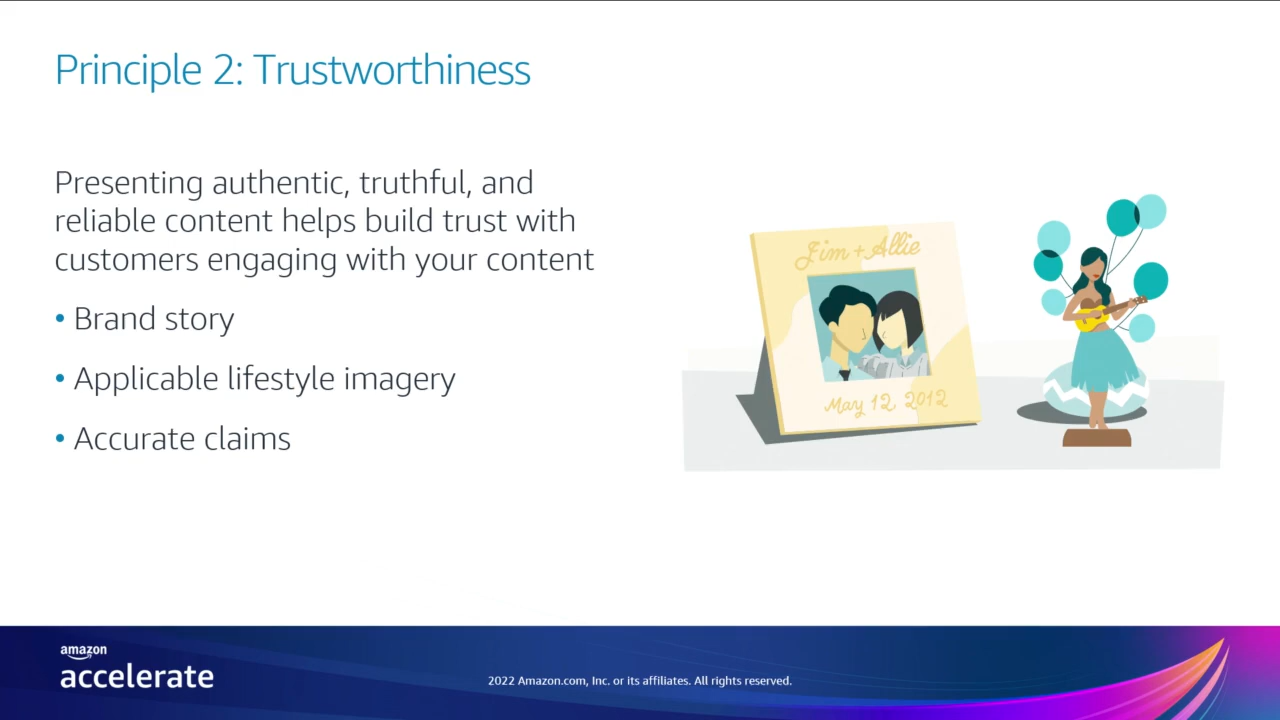 Principle 2: Trustworthiness
Presenting authentic, truthful, and
reliable content helps build trust with
customers engaging with your content
• Brand story
• Applicable lifestyle imagery
• Accurate claims
Jim + Allie
May 12, 2012
amazon
accelerate
2022 Amazon.com, Inc. or its affiliates. All rights reserved.